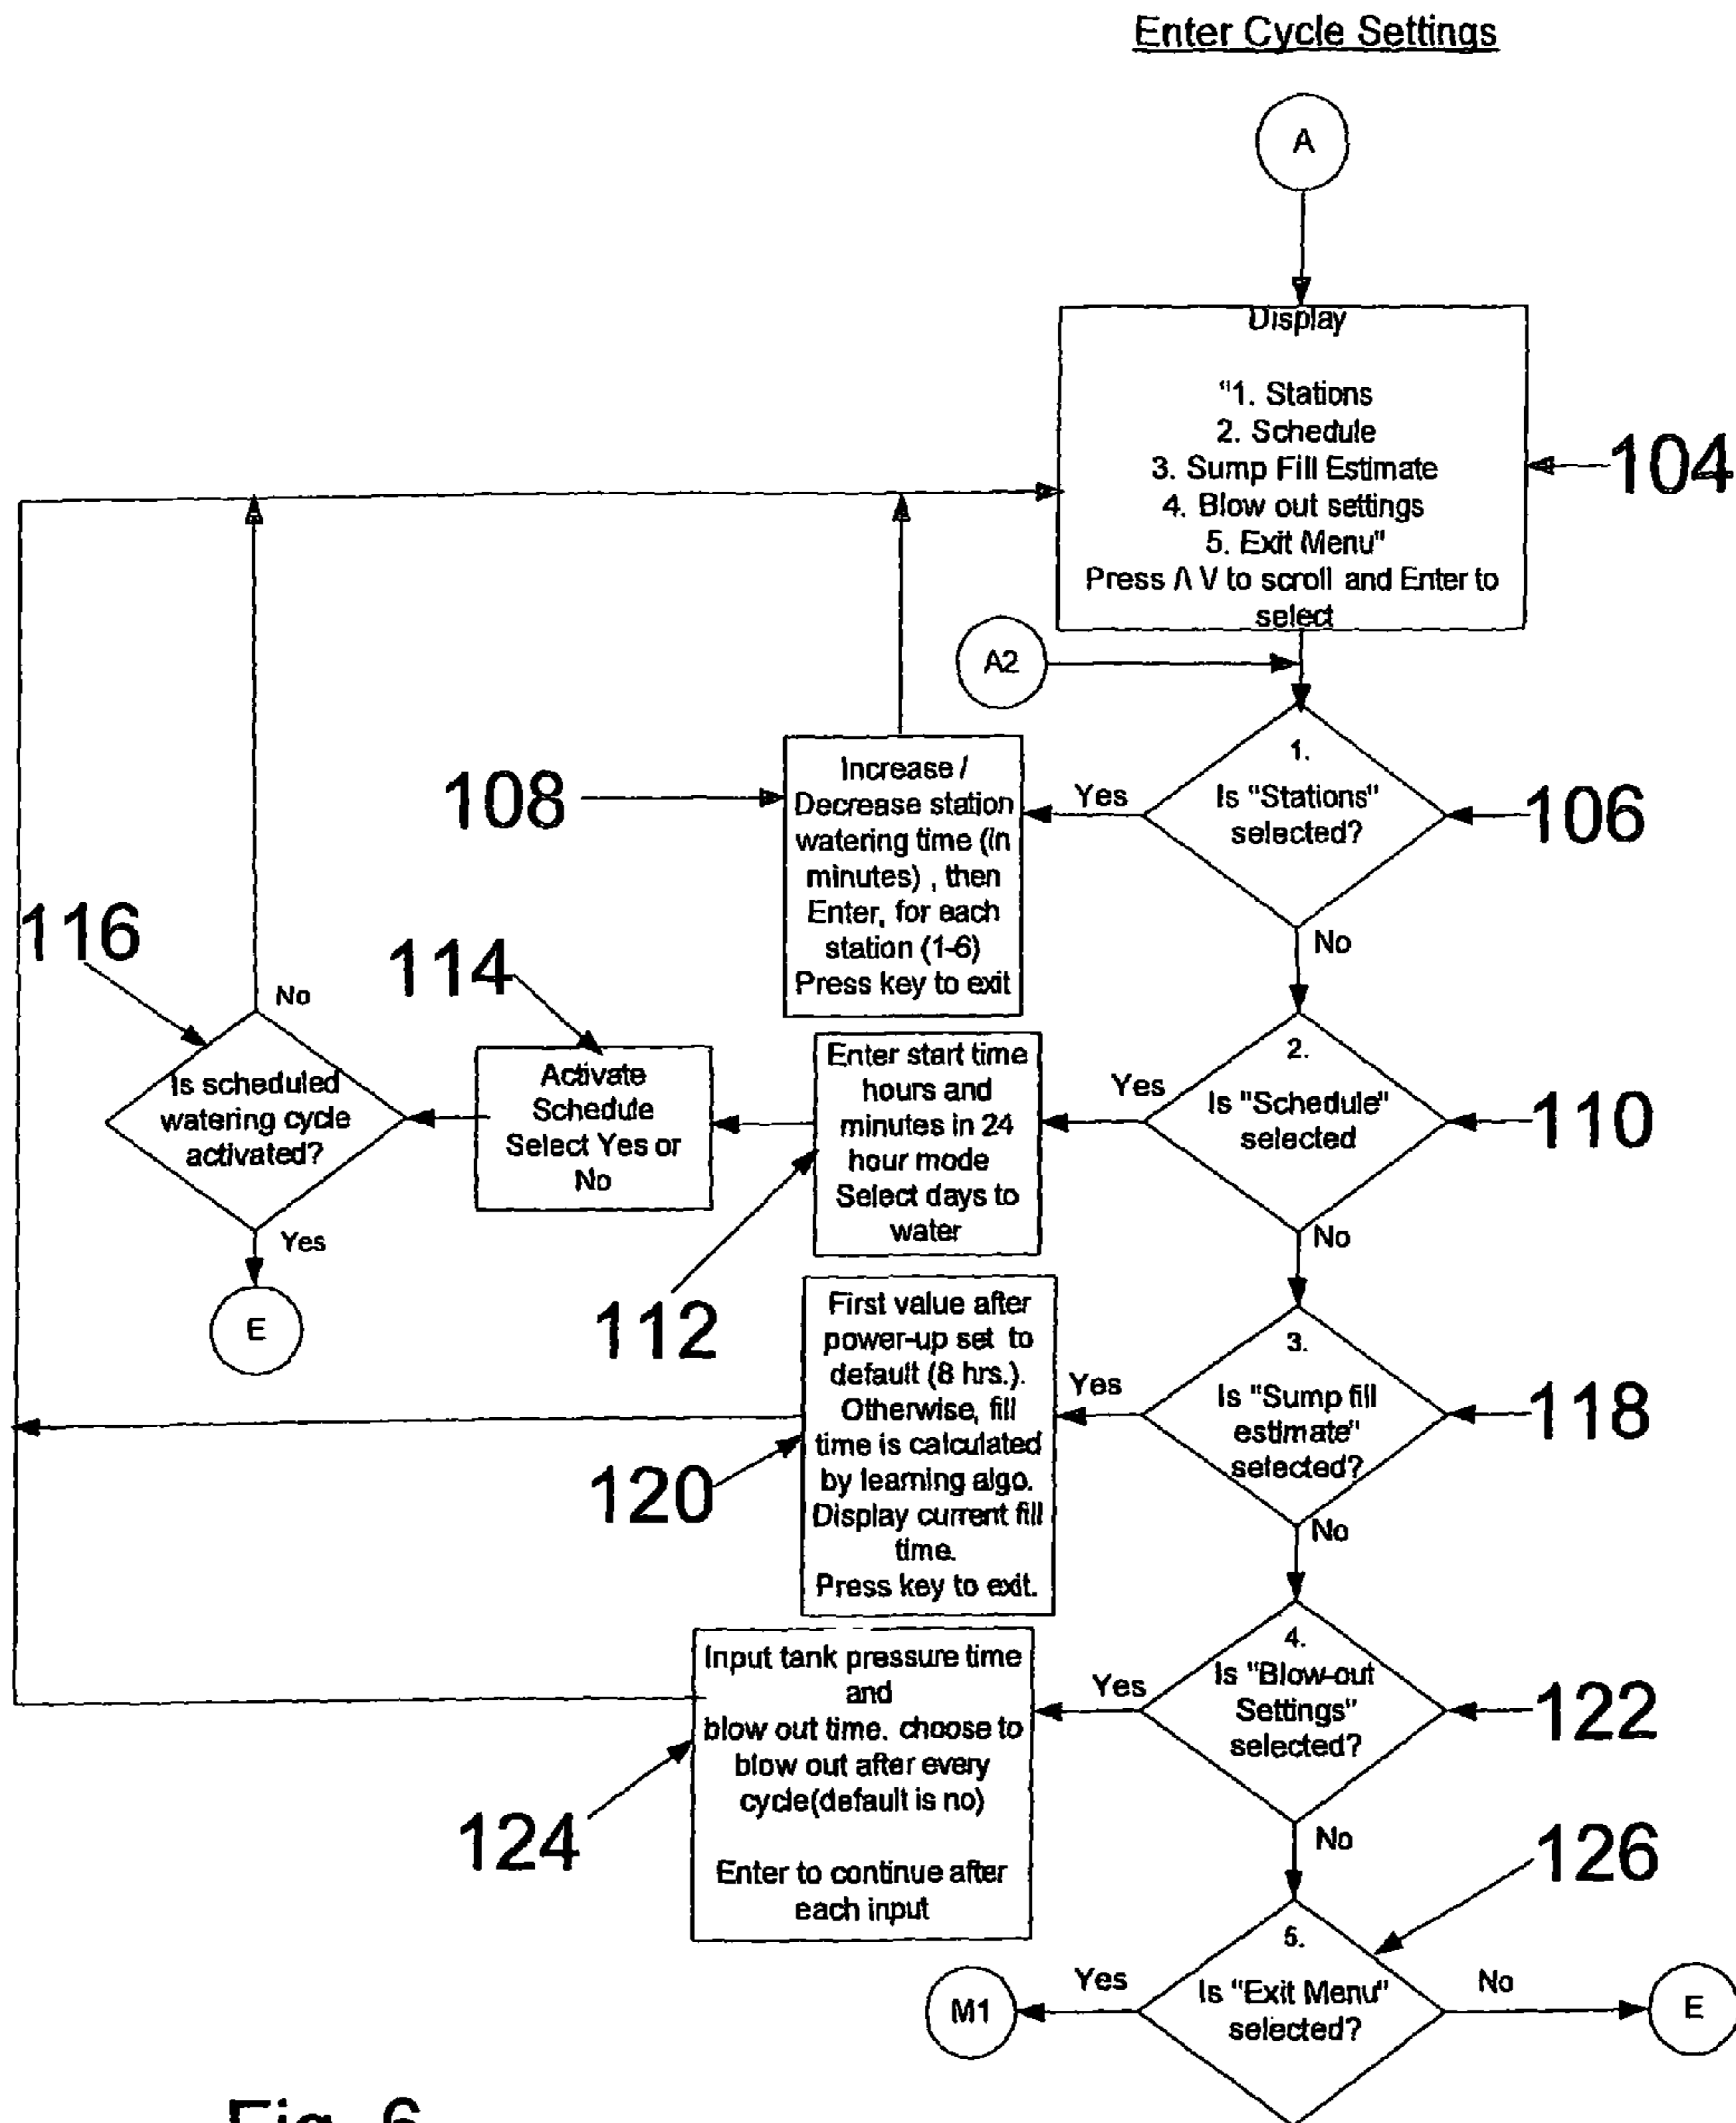 Enter Cycle Settings
A
Display
"1. Stations
2. Schedule
3. Sump Fill Estimate
4. Blow out settings
5. Exit Menu"
Press /\ V to scroll and Enter to
select
104
A2
1.
Is "Stations"
selected?
106
Yes
No
Increase /
Decrease station
watering time (in
minutes) , then
Enter, for each
station (1-6)
Press key to exit
108
2.
Is "Schedule"
selected
110
Yes
No
Enter start time
hours and
minutes in 24
hour mode
Select days to
water
112
Activate
Schedule
Select Yes or
No
114
Is scheduled
watering cycle
activated?
116
No
Yes
E
3.
Is "Sump fill
estimate"
selected?
118
Yes
No
First value after
power-up set to
default (8 hrs.).
Otherwise, fill
time is calculated
by learning algo.
Display current fill
time.
Press key to exit.
120
4.
Is "Blow-out
Settings"
selected?
122
Yes
No
Input tank pressure time
and
blow out time. choose to
blow out after every
cycle(default is no)
Enter to continue after
each input
124
5.
Is "Exit Menu"
selected?
126
Yes
M1
No
E
Fig. 6